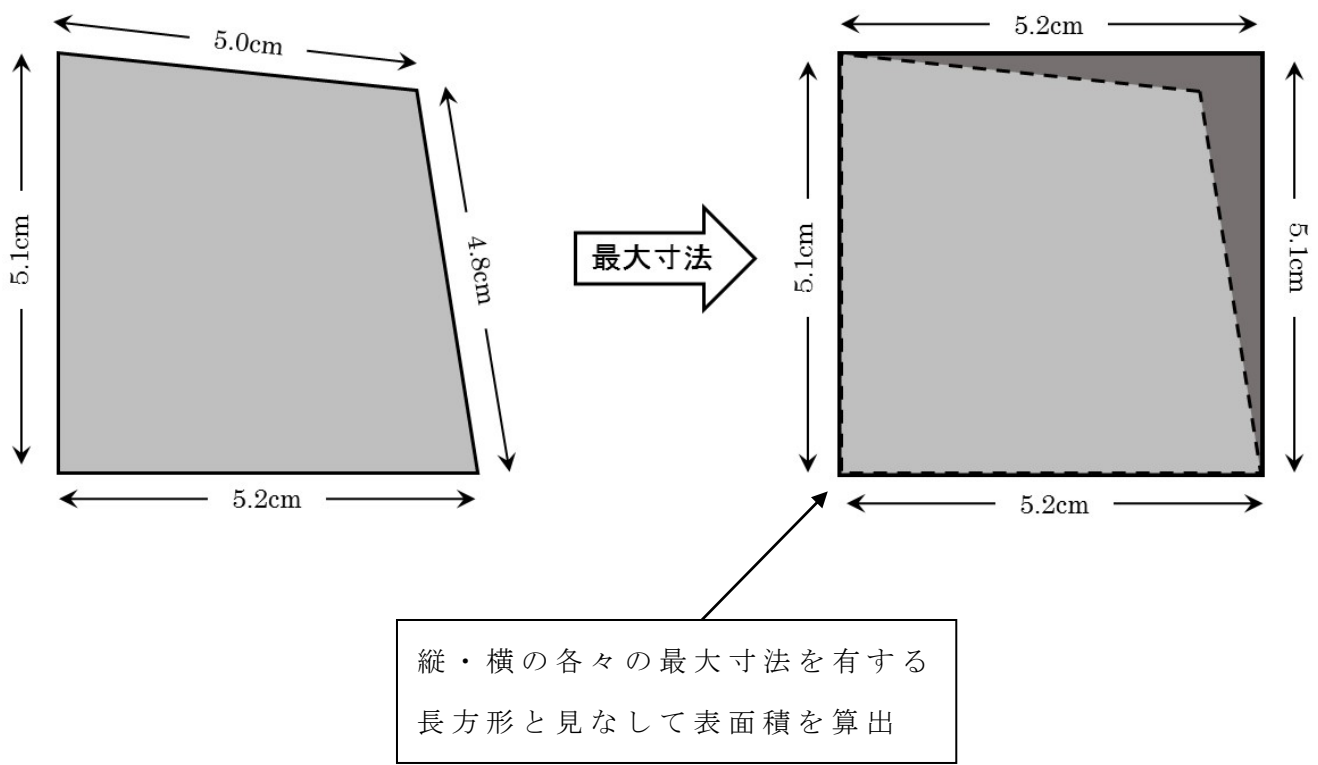 5.0cm
5.1cm
4.8cm
5.2cm
最大寸法
5.2cm
5.1cm
5.1cm
5.2cm
縦・横の各々の最大寸法を有する
長方形と見なして表面積を算出